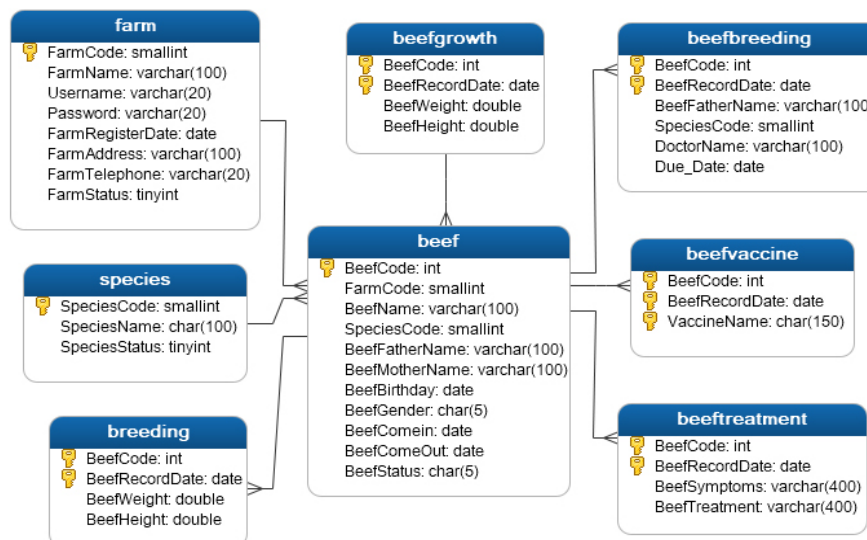 farm
FarmCode: smallint
FarmName: varchar(100)
Username: varchar(20)
Password: varchar(20)
FarmRegisterDate: date
FarmAddress: varchar(100)
FarmTelephone: varchar(20)
FarmStatus: tinyint
beefgrowth
BeefCode: int
BeefRecordDate: date
BeefWeight: double
BeefHeight: double
beefbreeding
BeefCode: int
BeefRecordDate: date
BeefFatherName: varchar(100
SpeciesCode: smallint
DoctorName: varchar(100)
Due_Date: date
species
SpeciesCode: smallint
SpeciesName: char(100)
SpeciesStatus: tinyint
beef
BeefCode: int
FarmCode: smallint
BeefName: varchar(100)
SpeciesCode: smallint
BeefFatherName: varchar(100)
BeefMotherName: varchar(100)
BeefBirthday: date
BeefGender: char(5)
BeefComein: date
BeefComeOut: date
BeefStatus: char(5)
beefvaccine
BeefCode: int
BeefRecordDate: date
VaccineName: char(150)
breeding
BeefCode: int
BeefRecordDate: date
BeefWeight: double
BeefHeight: double
beeftreatment
BeefCode: int
BeefRecordDate: date
BeefSymptoms: varchar(400)
BeefTreatment: varchar(400)